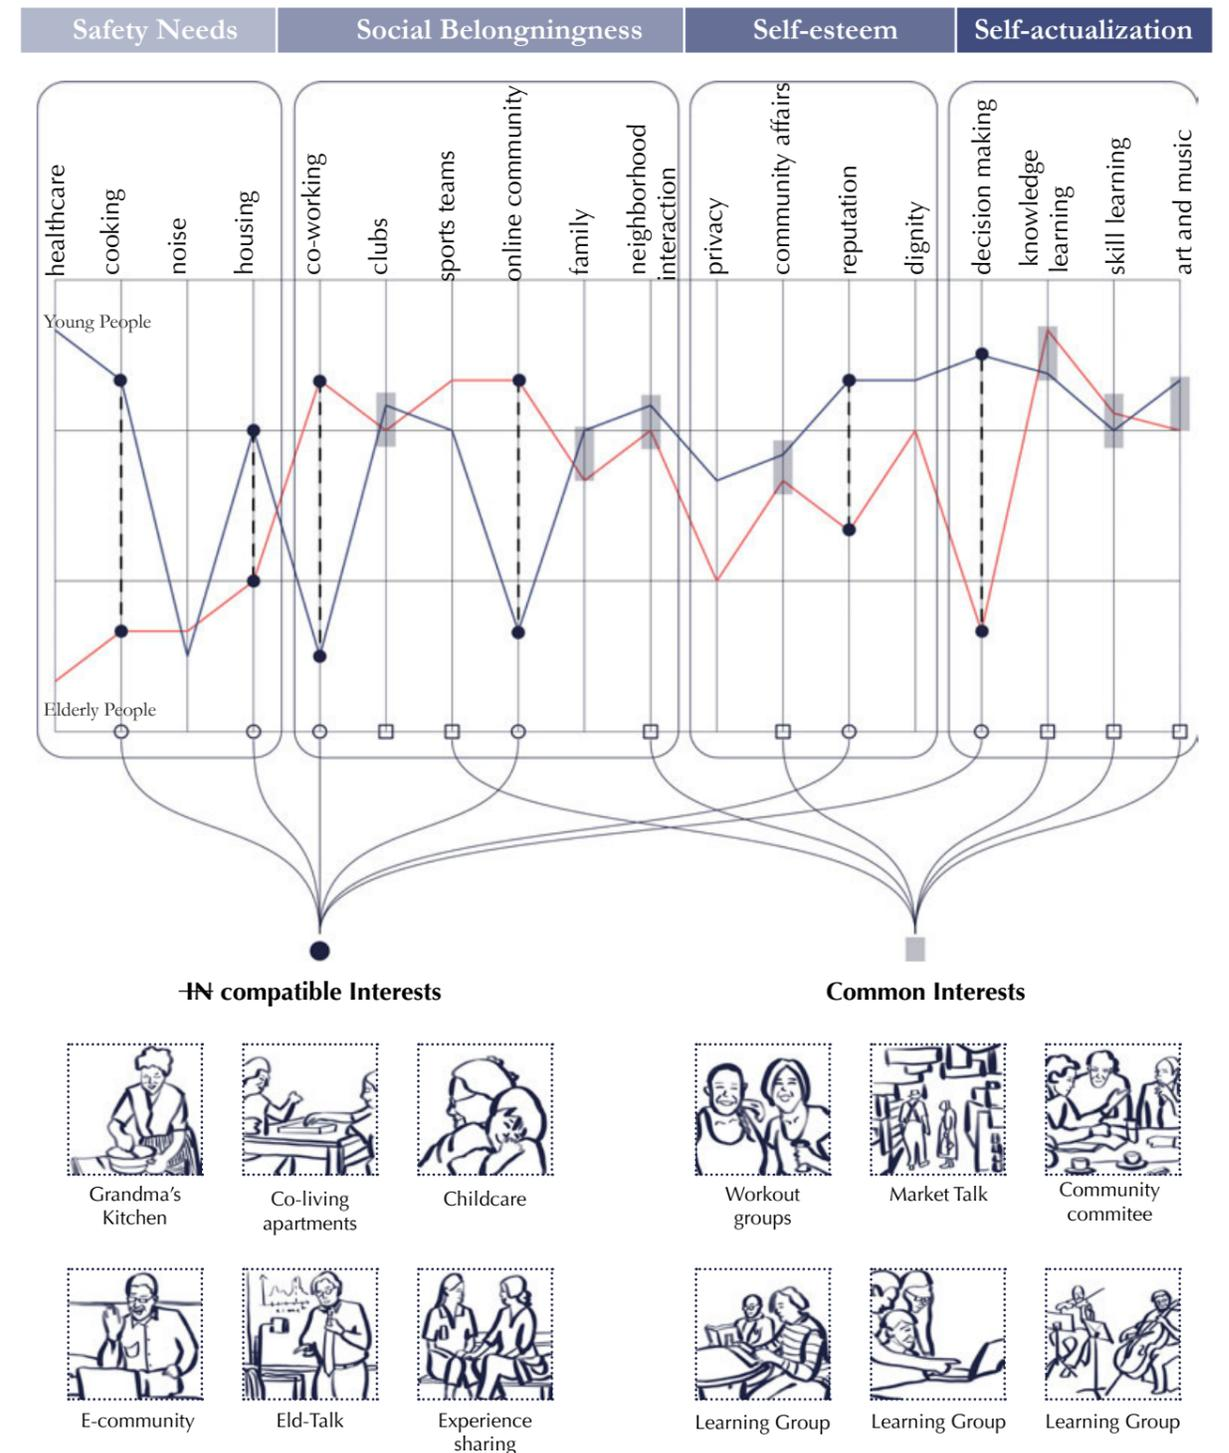 Safety Needs
Social Belongningness
Self-esteem
Self-actualization
healthcare
cooking
noise
housing
co-working
clubs
sports teams
online community
family
neighborhood
interaction
privacy
community affairs
reputation
dignity
decision making
knowledge
learning
skill learning
art and music
Young People
Elderly People
IN compatible Interests
Common Interests
Grandma's
Kitchen
Co-living
apartments
Childcare
Workout
groups
Market Talk
Community
commitee
E-community
Eld-Talk
Experience
sharing
Learning Group
Learning Group
Learning Group